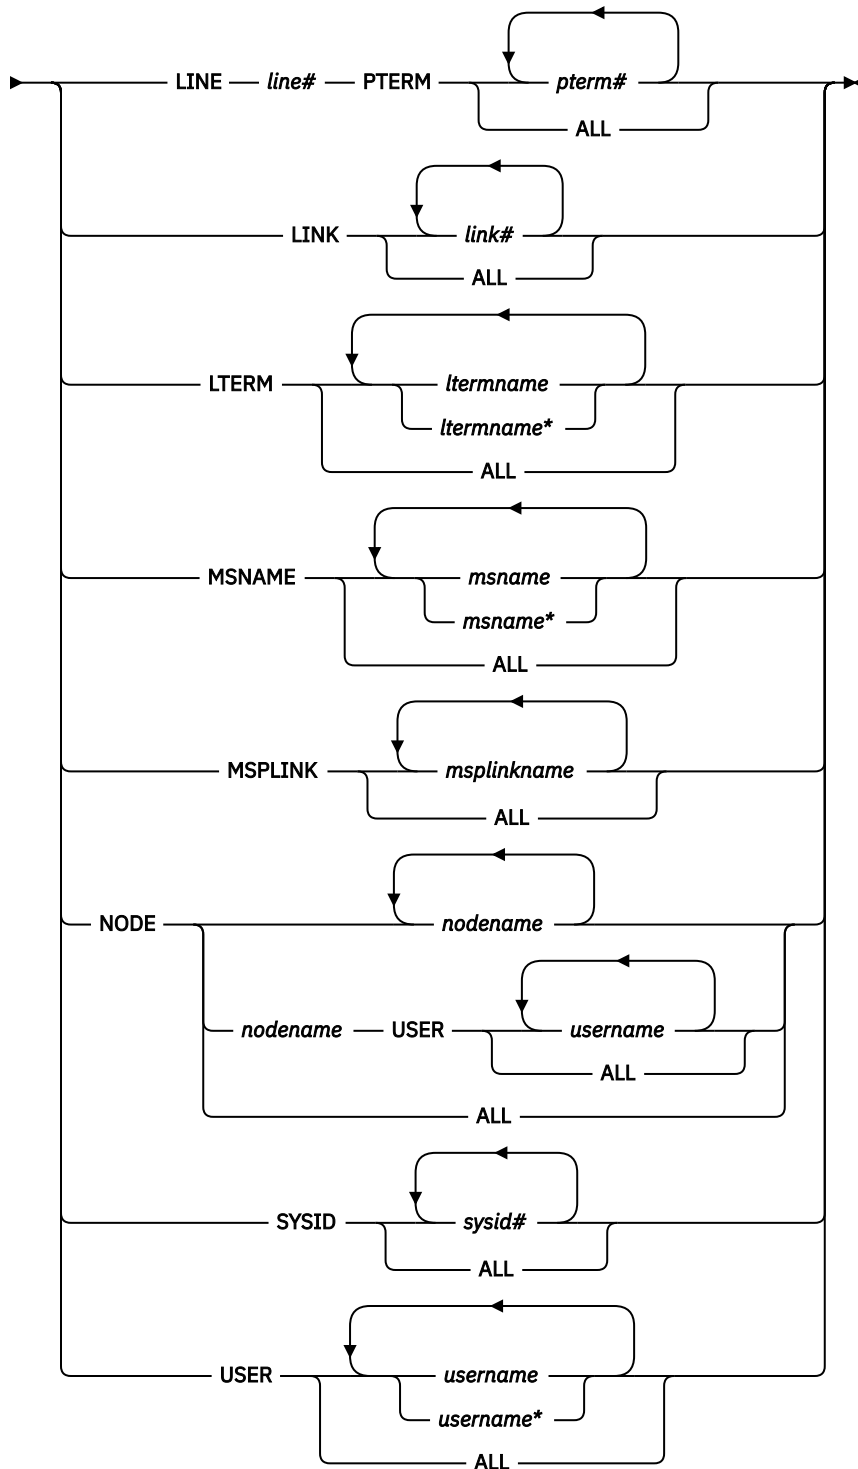 LINE line# PTERM pterm#
ALL
LINK link#
ALL
LTERM ltermname
ltermname*
ALL
MSNAME msname
msname*
ALL
MSPLINK msplinkname
ALL
NODE nodename
nodename USER username
ALL
ALL
SYSID sysid#
ALL
USER username
username*
ALL